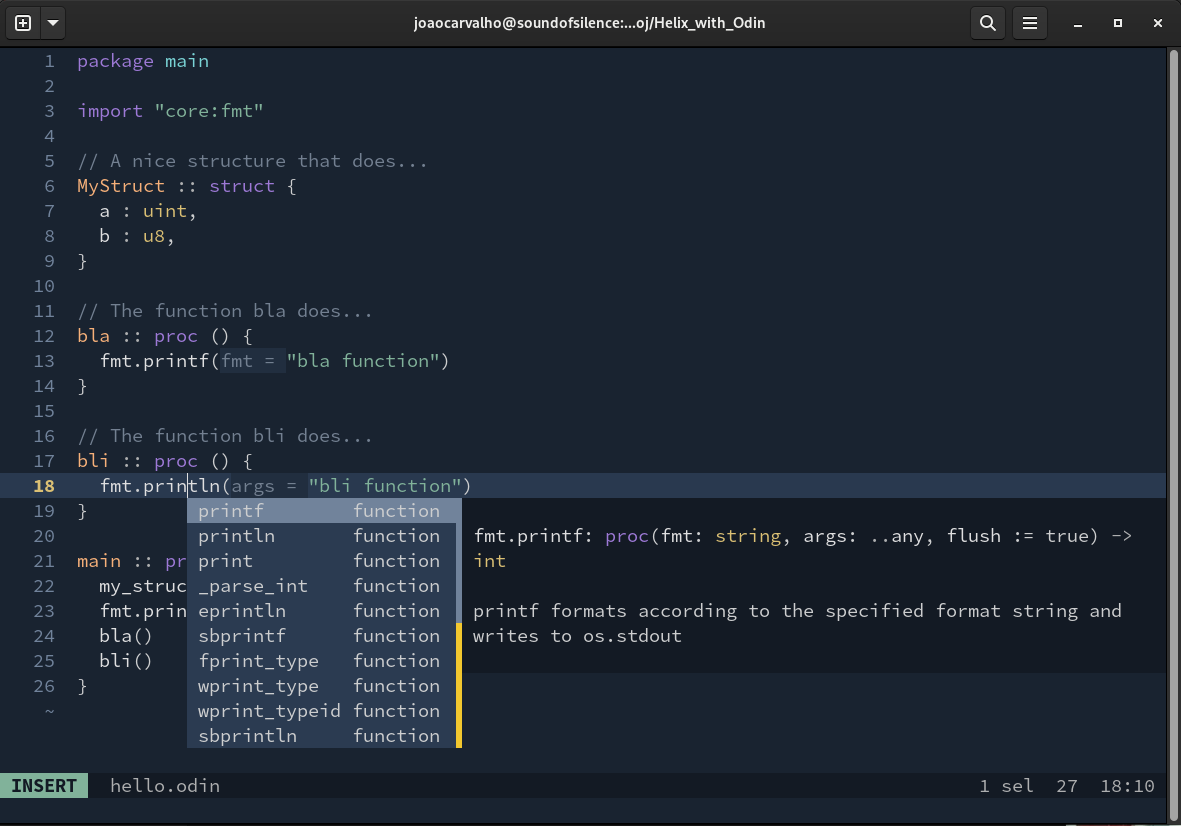 joaocarvalho@soundofsilence:...oj/Helix_with_Odin
1 package main
2
3 import "core:fmt"
4
5 // A nice structure that does...
6 MyStruct :: struct {
7 a : uint,
8 b : u8,
9 }
10
11 // The function bla does...
12 bla :: proc () {
13 fmt.printf(fmt = "bla function")
14 }
15
16 // The function bli does...
17 bli :: proc () {
18 fmt.println(args = "bli function")
19 }
printf function
20 println function fmt.printf: proc(fmt: string, args: ..any, flush := true) ->
21 main :: pr print function int
22 my_struc _parse_int function
23 fmt.prin eprintln function printf formats according to the specified format string and
24 bla() sbprintf function writes to os.stdout
25 bli() fprint_type function
26 } wprint_type function
~ wprint_typeid function
sbprintln function
INSERT hello.odin 1 sel 27 18:10